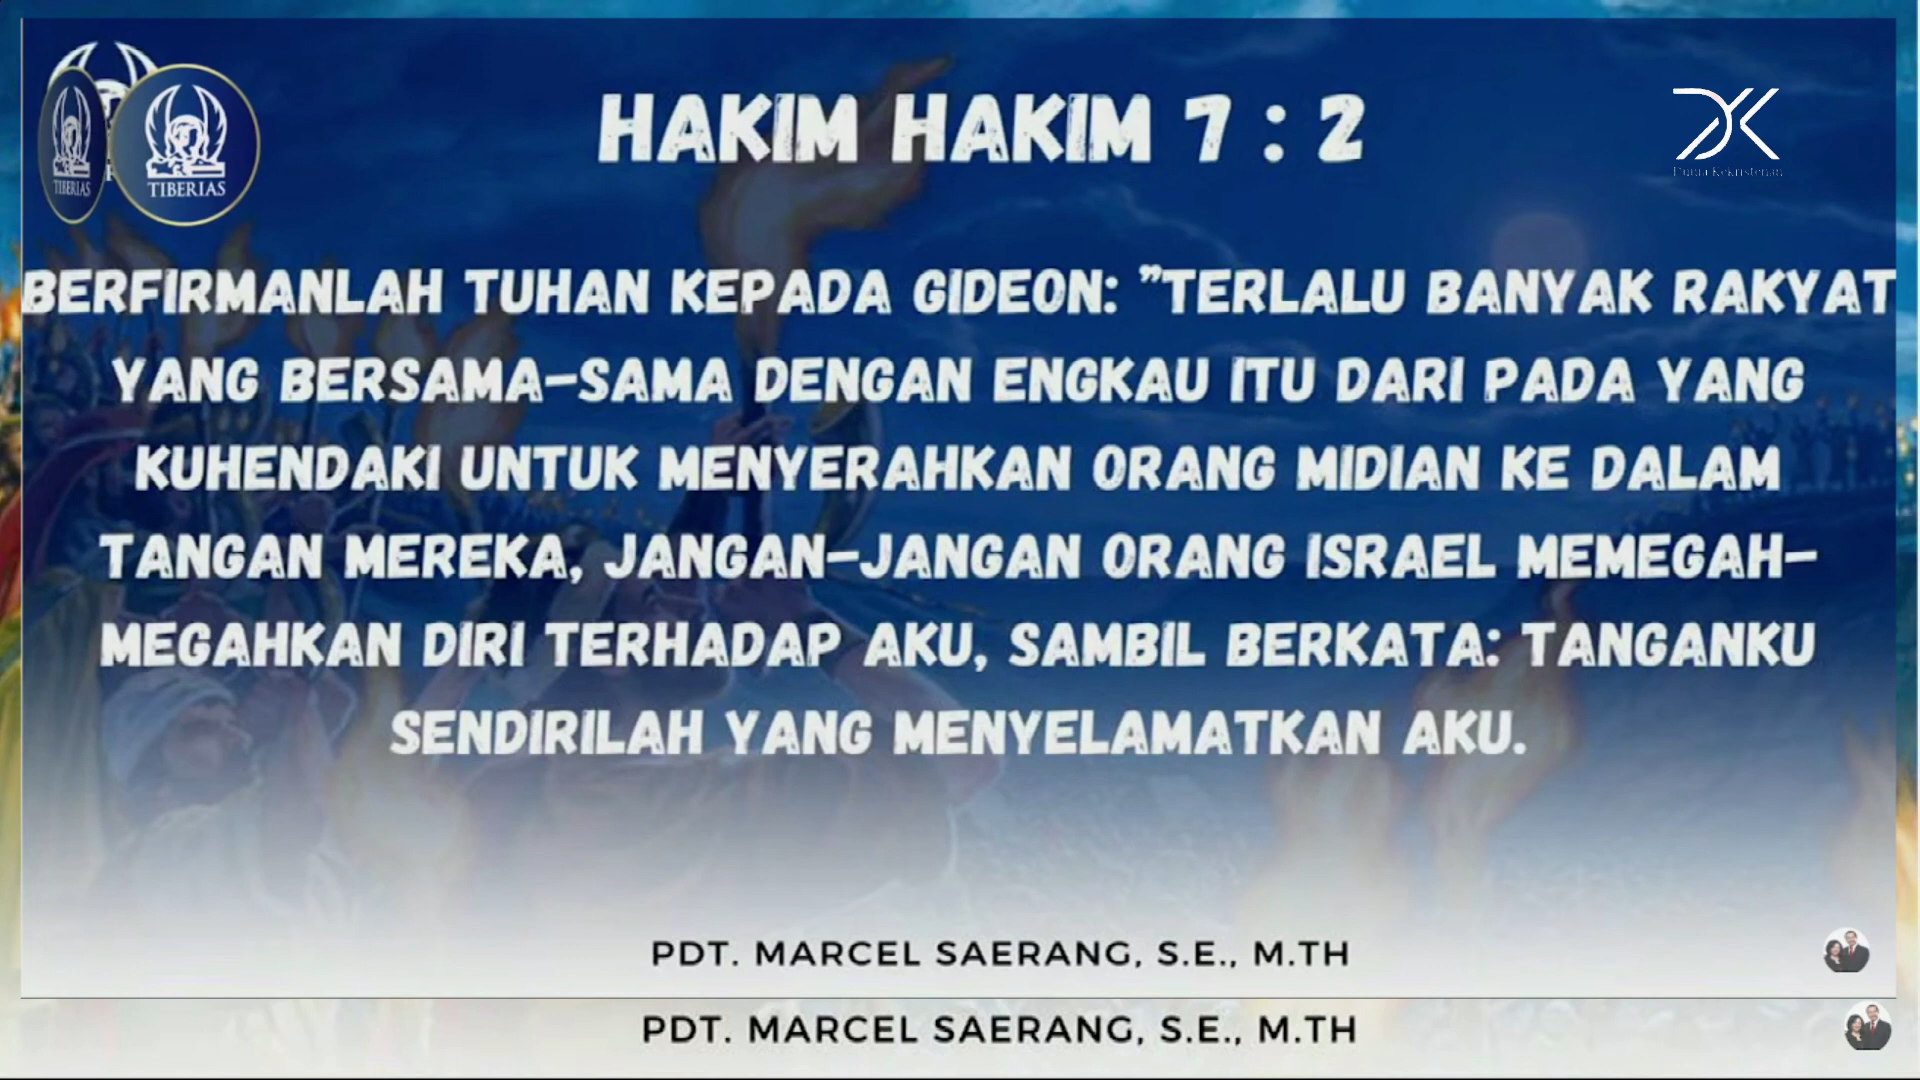 HAKIM HAKIM 7 : 2
TIBERIAS
TIBERIAS
Dunia Kekristenan
BERFIRMANLAH TUHAN KEPADA GIDEON: "TERLALU BANYAK RAKYAT
YANG BERSAMA-SAMA DENGAN ENGKAU ITU DARI PADA YANG
KUHENDAKI UNTUK MENYERAHKAN ORANG MIDIAN KE DALAM
TANGAN MEREKA, JANGAN-JANGAN ORANG ISRAEL MEMEGAH-
MEGAHKAN DIRI TERHADAP AKU, SAMBIL BERKATA: TANGANKU
SENDIRILAH YANG MENYELAMATKAN AKU.
PDT. MARCEL SAERANG, S.E., M.TH
PDT. MARCEL SAERANG, S.E., M.TH